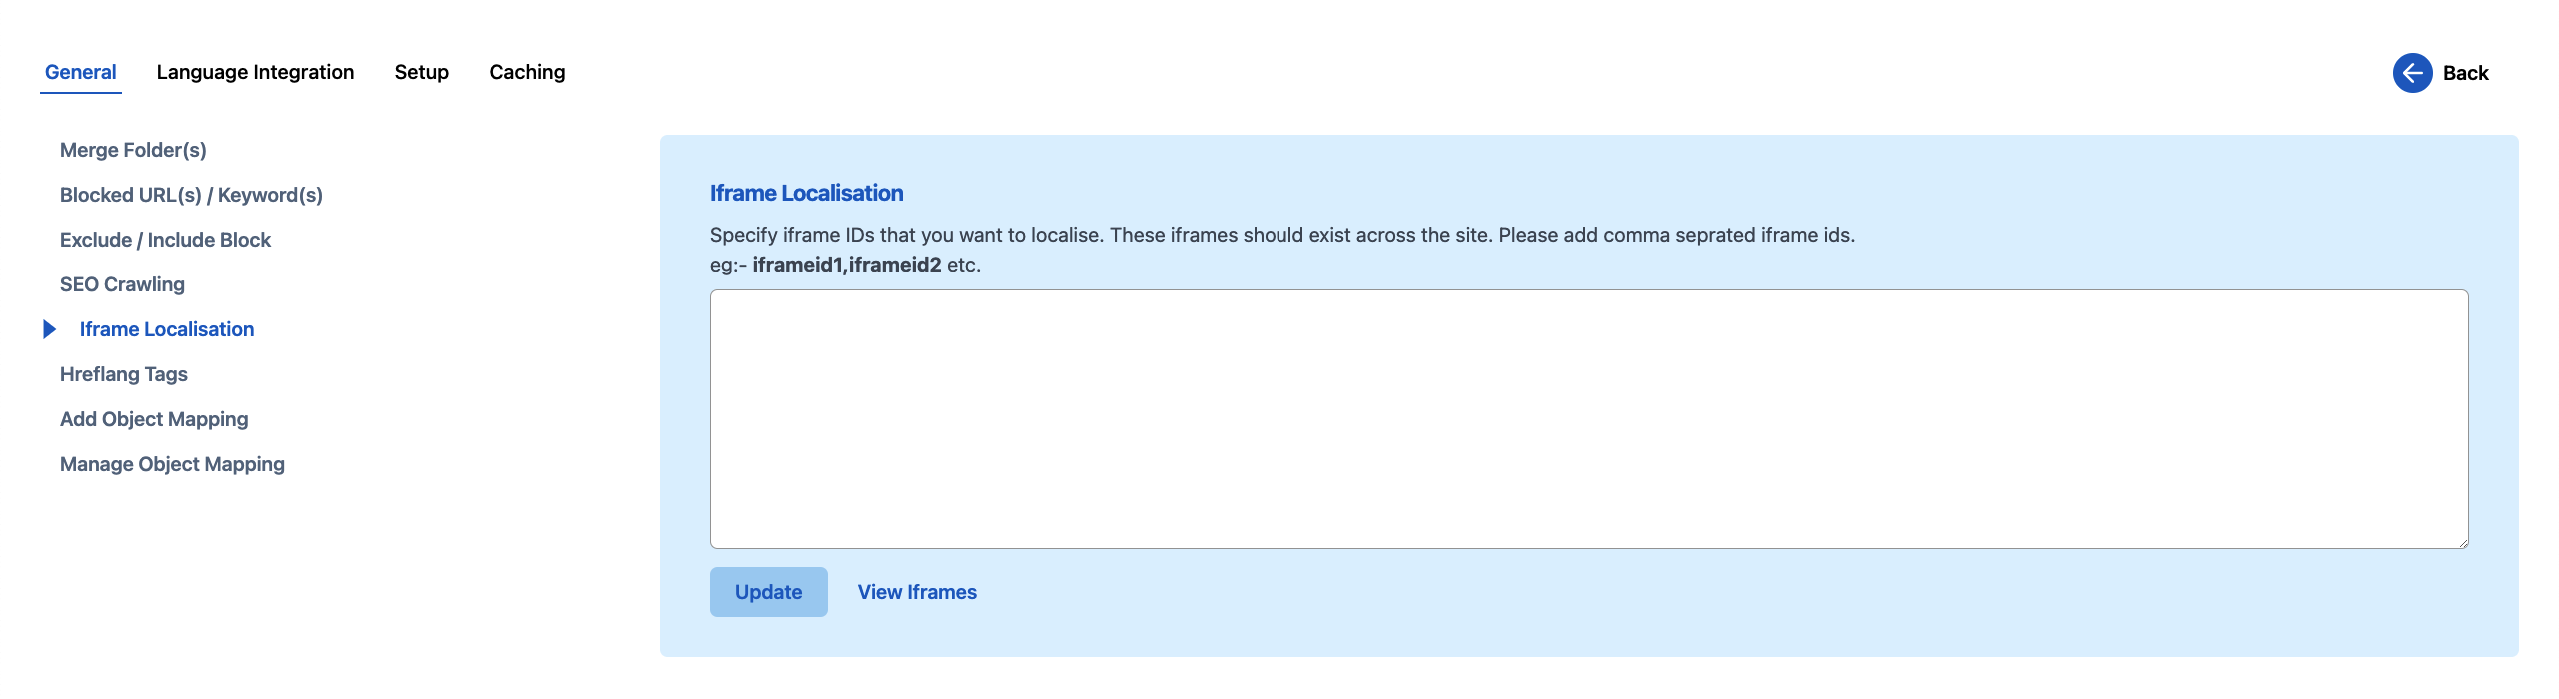 General
Language Integration
Setup
Caching
Back
Merge Folder(s)
Blocked URL(s) / Keyword(s)
Exclude / Include Block
SEO Crawling
Iframe Localisation
Hreflang Tags
Add Object Mapping
Manage Object Mapping
Iframe Localisation
Specify iframe IDs that you want to localise. These iframes should exist across the site. Please add comma seprated iframe ids.
eg:- iframeid1,iframeid2 etc.
Update
View Iframes